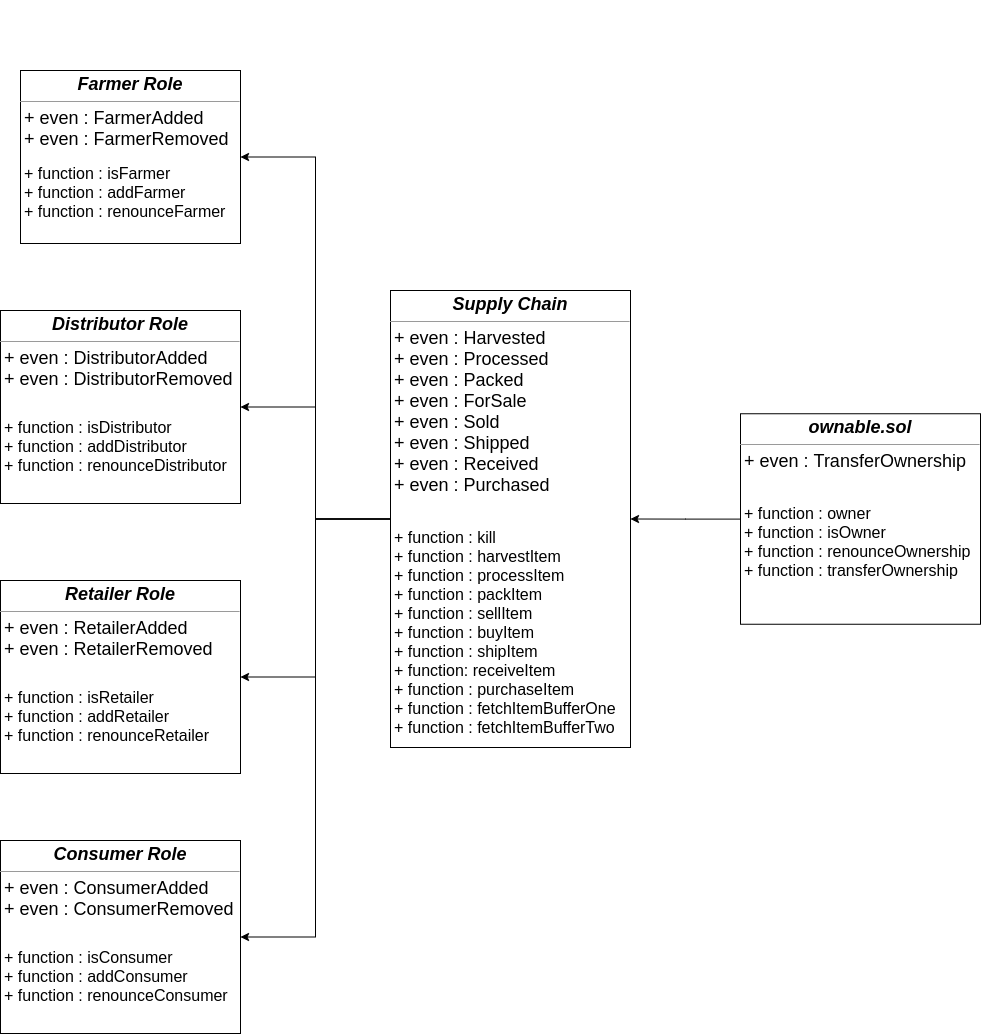 Farmer Role
+ even : FarmerAdded
+ even : FarmerRemoved
+ function : isFarmer
+ function : addFarmer
+ function : renounceFarmer
Distributor Role
+ even : DistributorAdded
+ even : DistributorRemoved
+ function : isDistributor
+ function : addDistributor
+ function : renounceDistributor
Retailer Role
+ even : RetailerAdded
+ even : RetailerRemoved
+ function : isRetailer
+ function : addRetailer
+ function : renounceRetailer
Consumer Role
+ even : ConsumerAdded
+ even : ConsumerRemoved
+ function : isConsumer
+ function : addConsumer
+ function : renounceConsumer
Supply Chain
+ even : Harvested
+ even : Processed
+ even : Packed
+ even : ForSale
+ even : Sold
+ even : Shipped
+ even : Received
+ even : Purchased
+ function : kill
+ function : harvestItem
+ function : processItem
+ function : packItem
+ function : sellItem
+ function : buyItem
+ function : shipItem
+ function: receiveItem
+ function : purchaseItem
+ function : fetchItemBufferOne
+ function : fetchItemBufferTwo
ownable.sol
+ even : TransferOwnership
+ function : owner
+ function : isOwner
+ function : renounceOwnership
+ function : transferOwnership